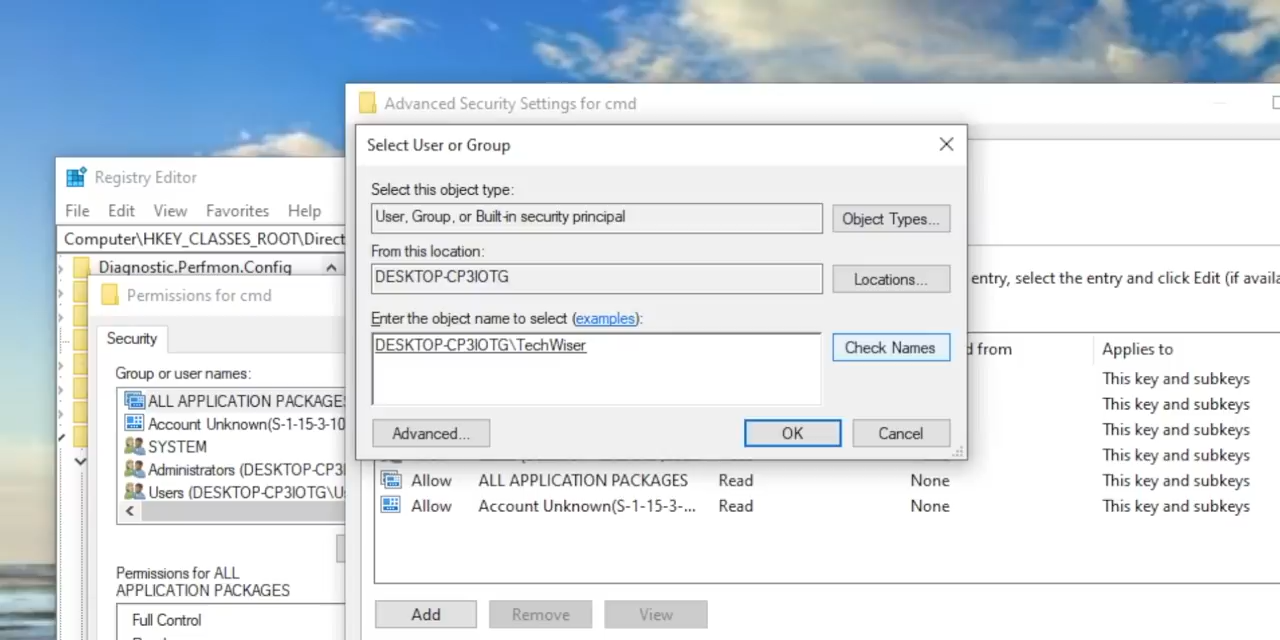 Advanced Security Settings for cmd
Select User or Group
Select this object type:
User, Group, or Built-in security principal
Object Types...
From this location:
DESKTOP-CP3IOTG
Locations...
Enter the object name to select (examples):
DESKTOP-CP3IOTG\TechWiser
Check Names
Advanced...
OK
Cancel
Registry Editor
File Edit View Favorites Help
Computer\HKEY_CLASSES_ROOT\Direct
Diagnostic.Perfmon.Config
Permissions for cmd
Security
Group or user names:
ALL APPLICATION PACKAGES
Account Unknown(S-1-15-3-10
SYSTEM
Administrators (DESKTOP-CP3I
Users (DESKTOP-CP3IOTG\U
Permissions for ALL
APPLICATION PACKAGES
Full Control
entry, select the entry and click Edit (if availa
d from Applies to
This key and subkeys
This key and subkeys
This key and subkeys
This key and subkeys
Allow ALL APPLICATION PACKAGES Read None This key and subkeys
Allow Account Unknown(S-1-15-3-... Read None This key and subkeys
Add Remove View